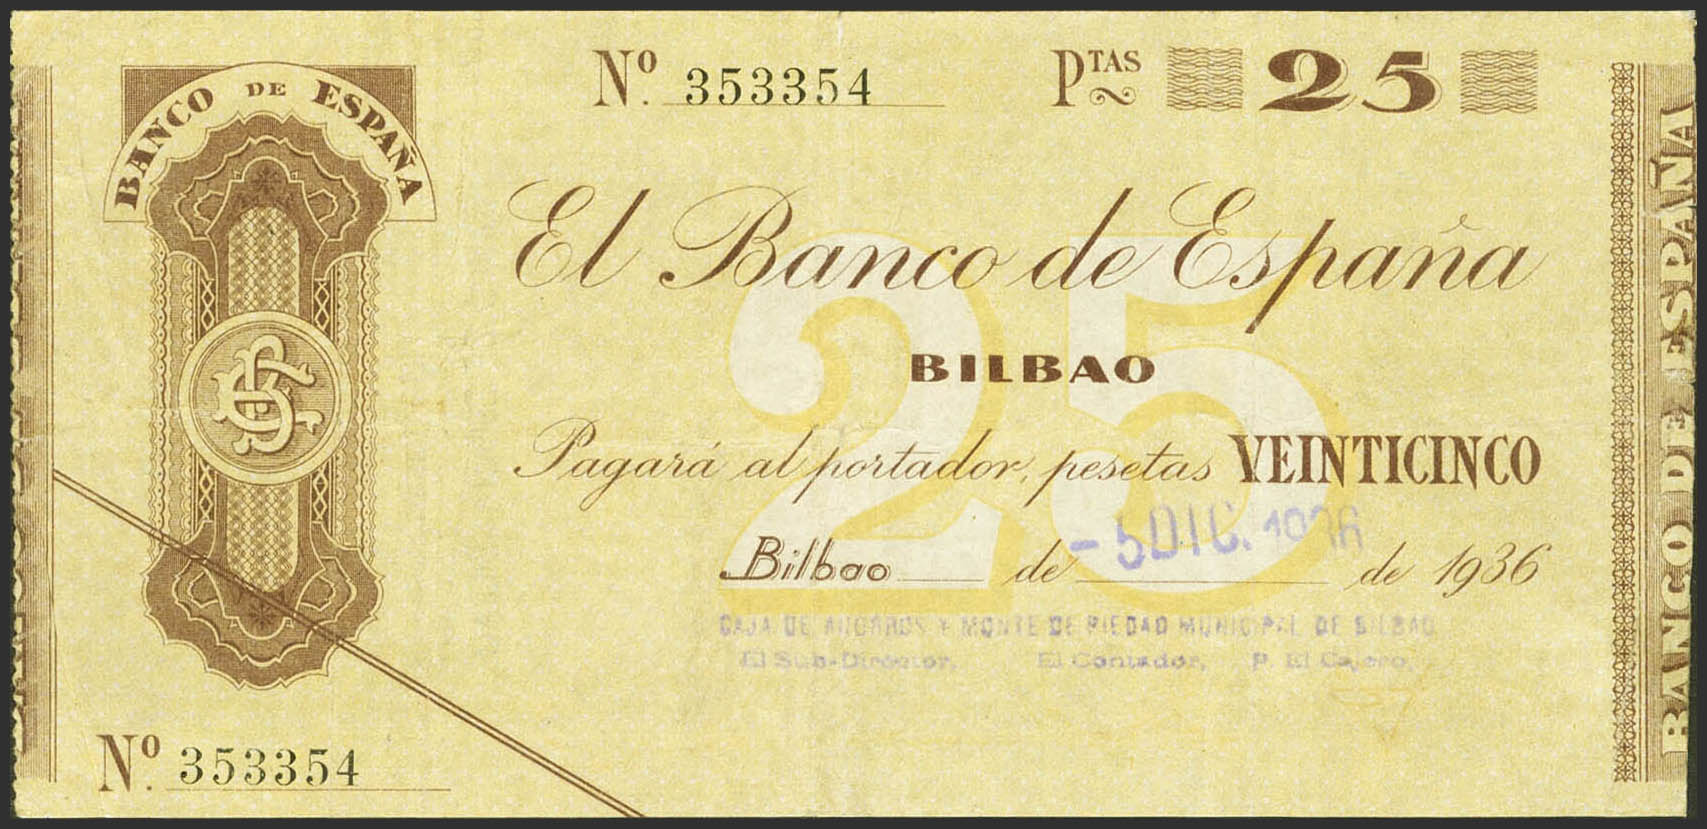 BANCO DE ESPAÑA
Nº. 353354
PTAS 25
El Banco de España
25
BILBAO
Pagará al portador, pesetas VEINTICINCO
Bilbao de - 5 DIC. 1936 de 1936
CAJA DE AHORROS Y MONTE DE PIEDAD MUNICIPAL DE BILBAO
El Sub-Director, El Contador, P. El Cajero,
Nº. 353354
BANCO DE ESPAÑA